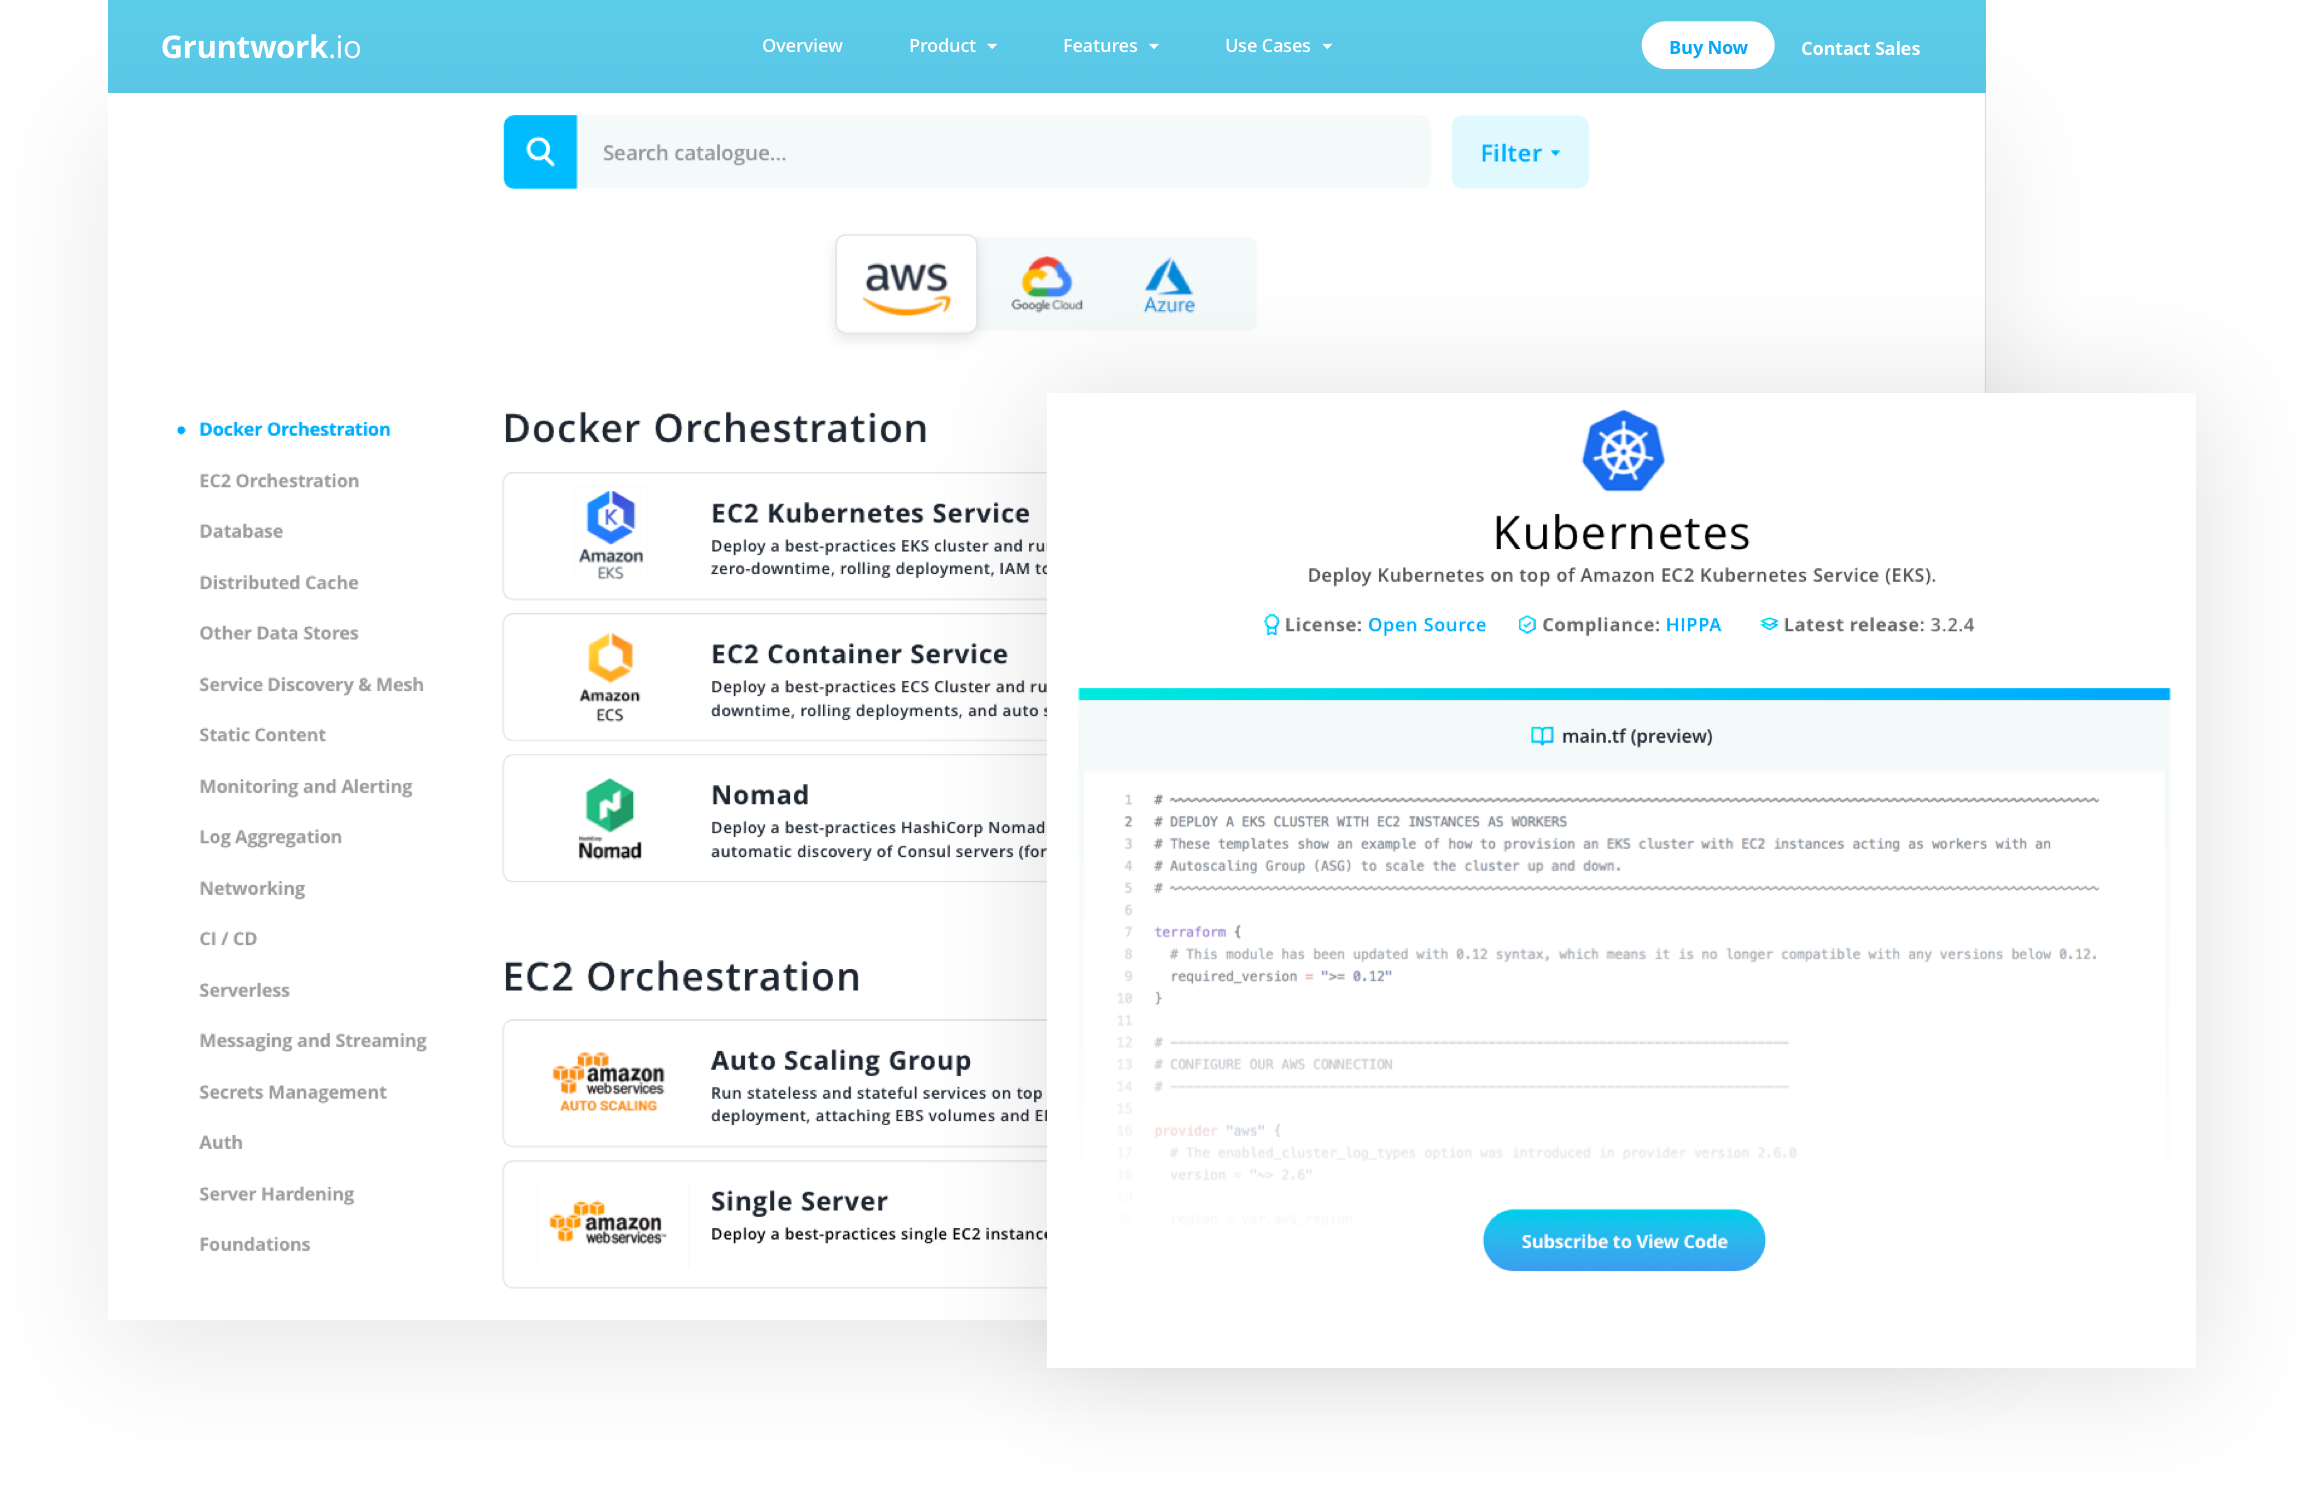 Gruntwork.io
Overview
Product
Features
Use Cases
Buy Now
Contact Sales
Search catalogue...
Filter
aws
Google Cloud
Azure
Docker Orchestration
EC2 Orchestration
Database
Distributed Cache
Other Data Stores
Service Discovery & Mesh
Static Content
Monitoring and Alerting
Log Aggregation
Networking
CI / CD
Serverless
Messaging and Streaming
Secrets Management
Auth
Server Hardening
Foundations
Docker Orchestration
K
Amazon
EKS
EC2 Kubernetes Service
Deploy a best-practices EKS cluster and ru
zero-downtime, rolling deployment, IAM to
Amazon
ECS
EC2 Container Service
Deploy a best-practices ECS Cluster and ru
downtime, rolling deployments, and auto s
HashiCorp
Nomad
Nomad
Deploy a best-practices HashiCorp Nomad
automatic discovery of Consul servers (for
EC2 Orchestration
amazon
web services
AUTO SCALING
Auto Scaling Group
Run stateless and stateful services on top
deployment, attaching EBS volumes and EI
amazon
web services™
Single Server
Deploy a best-practices single EC2 instance
Kubernetes
Deploy Kubernetes on top of Amazon EC2 Kubernetes Service (EKS).
License: Open Source
Compliance: HIPPA
Latest release: 3.2.4
main.tf (preview)
1 # ~~~~~~~~~~~~~~~~~~~~~~~~~~~~~~~~~~~~~~~~~~~~~~~~~~~~~~~~~~~~~~~~~~~~~~~~~~~~~~~~~~~~~~~~~~~~~~~~~~~~~~~~~~~~~~~~~~~~~
2 # DEPLOY A EKS CLUSTER WITH EC2 INSTANCES AS WORKERS
3 # These templates show an example of how to provision an EKS cluster with EC2 instances acting as workers with an
4 # Autoscaling Group (ASG) to scale the cluster up and down.
5 # ~~~~~~~~~~~~~~~~~~~~~~~~~~~~~~~~~~~~~~~~~~~~~~~~~~~~~~~~~~~~~~~~~~~~~~~~~~~~~~~~~~~~~~~~~~~~~~~~~~~~~~~~~~~~~~~~~~~~~
6
7 terraform {
8 # This module has been updated with 0.12 syntax, which means it is no longer compatible with any versions below 0.12.
9 required_version = ">= 0.12"
10 }
11
12 # ------------------------------------------------------------------------------
13 # CONFIGURE OUR AWS CONNECTION
14 # ------------------------------------------------------------------------------
15
16 provider "aws" {
17 # The enabled_cluster_log_types option was introduced in provider version 2.6.0
18 version = "~> 2.6"
19
20 region = var.aws_region
Subscribe to View Code